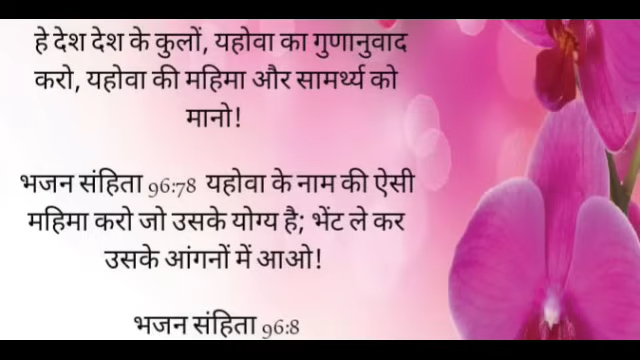 हे देश देश के कुलों, यहोवा का गुणानुवाद
करो, यहोवा की महिमा और सामर्थ्य को
मानो!
भजन संहिता 96:78 यहोवा के नाम की ऐसी
महिमा करो जो उसके योग्य है; भेंट ले कर
उसके आंगनों में आओ!
भजन संहिता 96:8